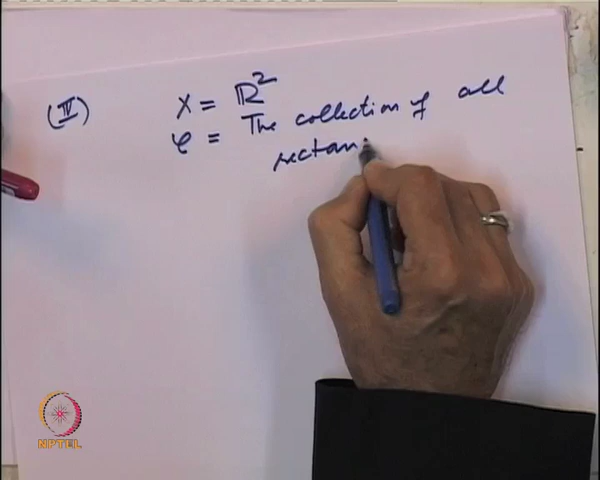 (II) X = ℝ²
𝒞 = The collection of all
rectan
NPTEL